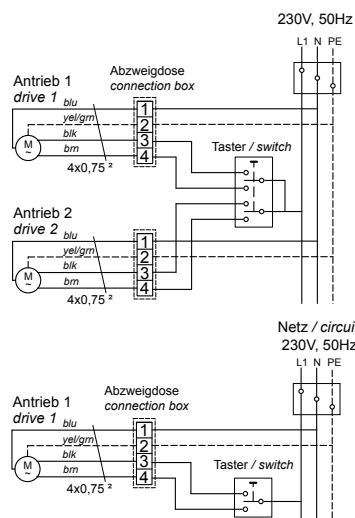 230V, 50Hz
L1 N PE
Antrieb 1
drive 1
Abzweigdose
connection box
blu
yel/grn
blk
brn
4x0,75 ²
M
~
1
2
3
4
Taster / switch
Antrieb 2
drive 2
blu
yel/grn
blk
brn
4x0,75 ²
M
~
1
2
3
4
Netz / circui
230V, 50Hz
L1 N PE
Antrieb 1
drive 1
Abzweigdose
connection box
blu
yel/grn
blk
brn
4x0,75 ²
M
~
1
2
3
4
Taster / switch